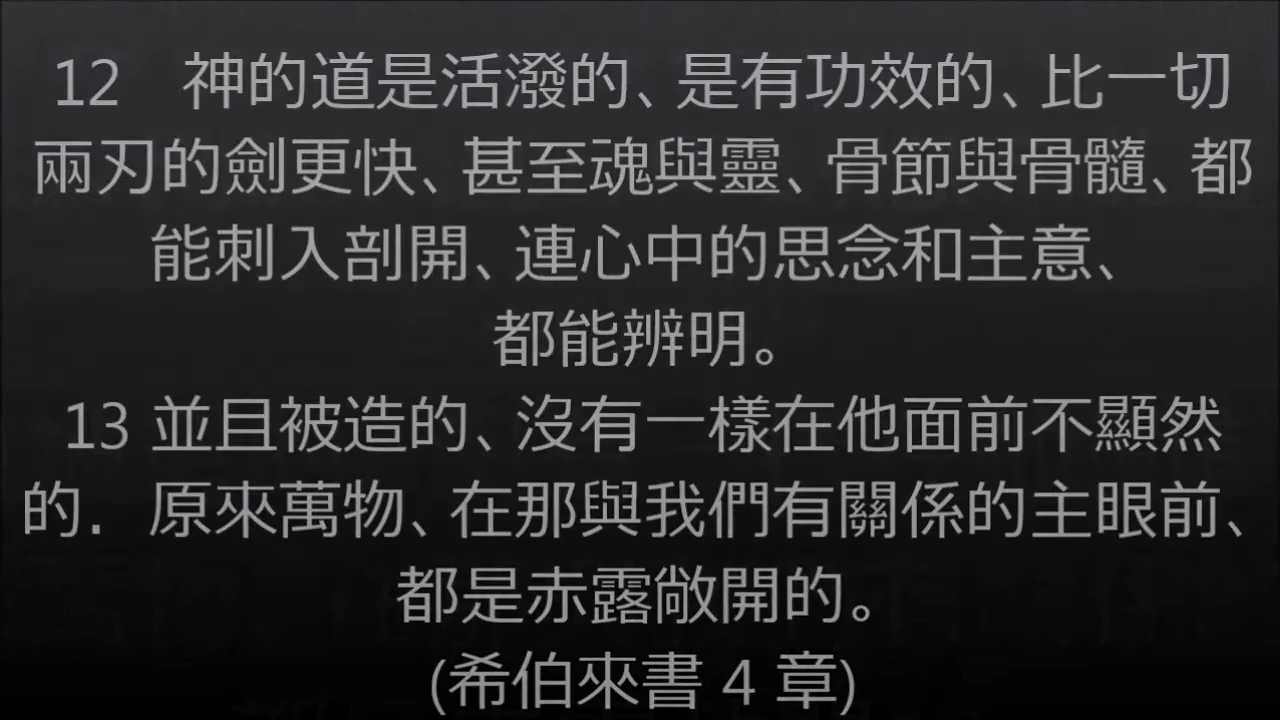 12　神的道是活潑的、是有功效的、比一切
兩刃的劍更快、甚至魂與靈、骨節與骨髓、都
能刺入剖開、連心中的思念和主意、
都能辨明。
13 並且被造的、沒有一樣在他面前不顯然
的．原來萬物、在那與我們有關係的主眼前、
都是赤露敞開的。
(希伯來書 4 章)